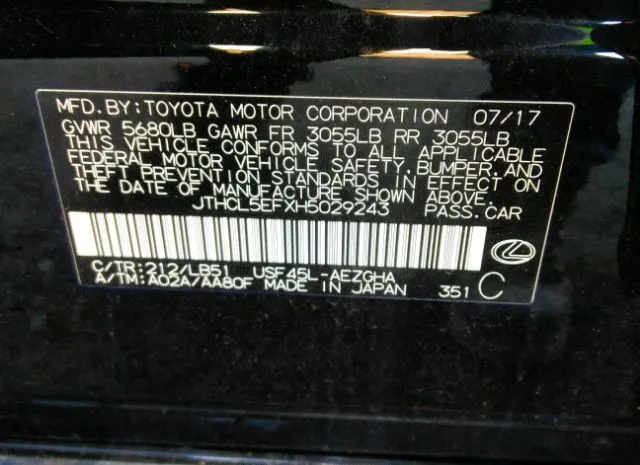 MFD.BY:TOYOTA MOTOR CORPORATION 07/17
GVWR 5680LB GAWR FR 3055LB RR 3055LB
THIS VEHICLE CONFORMS TO ALL APPLICABLE
FEDERAL MOTOR VEHICLE SAFETY,BUMPER,AND
THEFT PREVENTION STANDARDS IN EFFECT ON
THE DATE OF MANUFACTURE SHOWN ABOVE.
JTHCL5EFXH5029243 PASS.CAR
C/TR:212/LB51 USF45L-AEZGHA
A/TM:A02A/AA80F MADE IN JAPAN 351 C